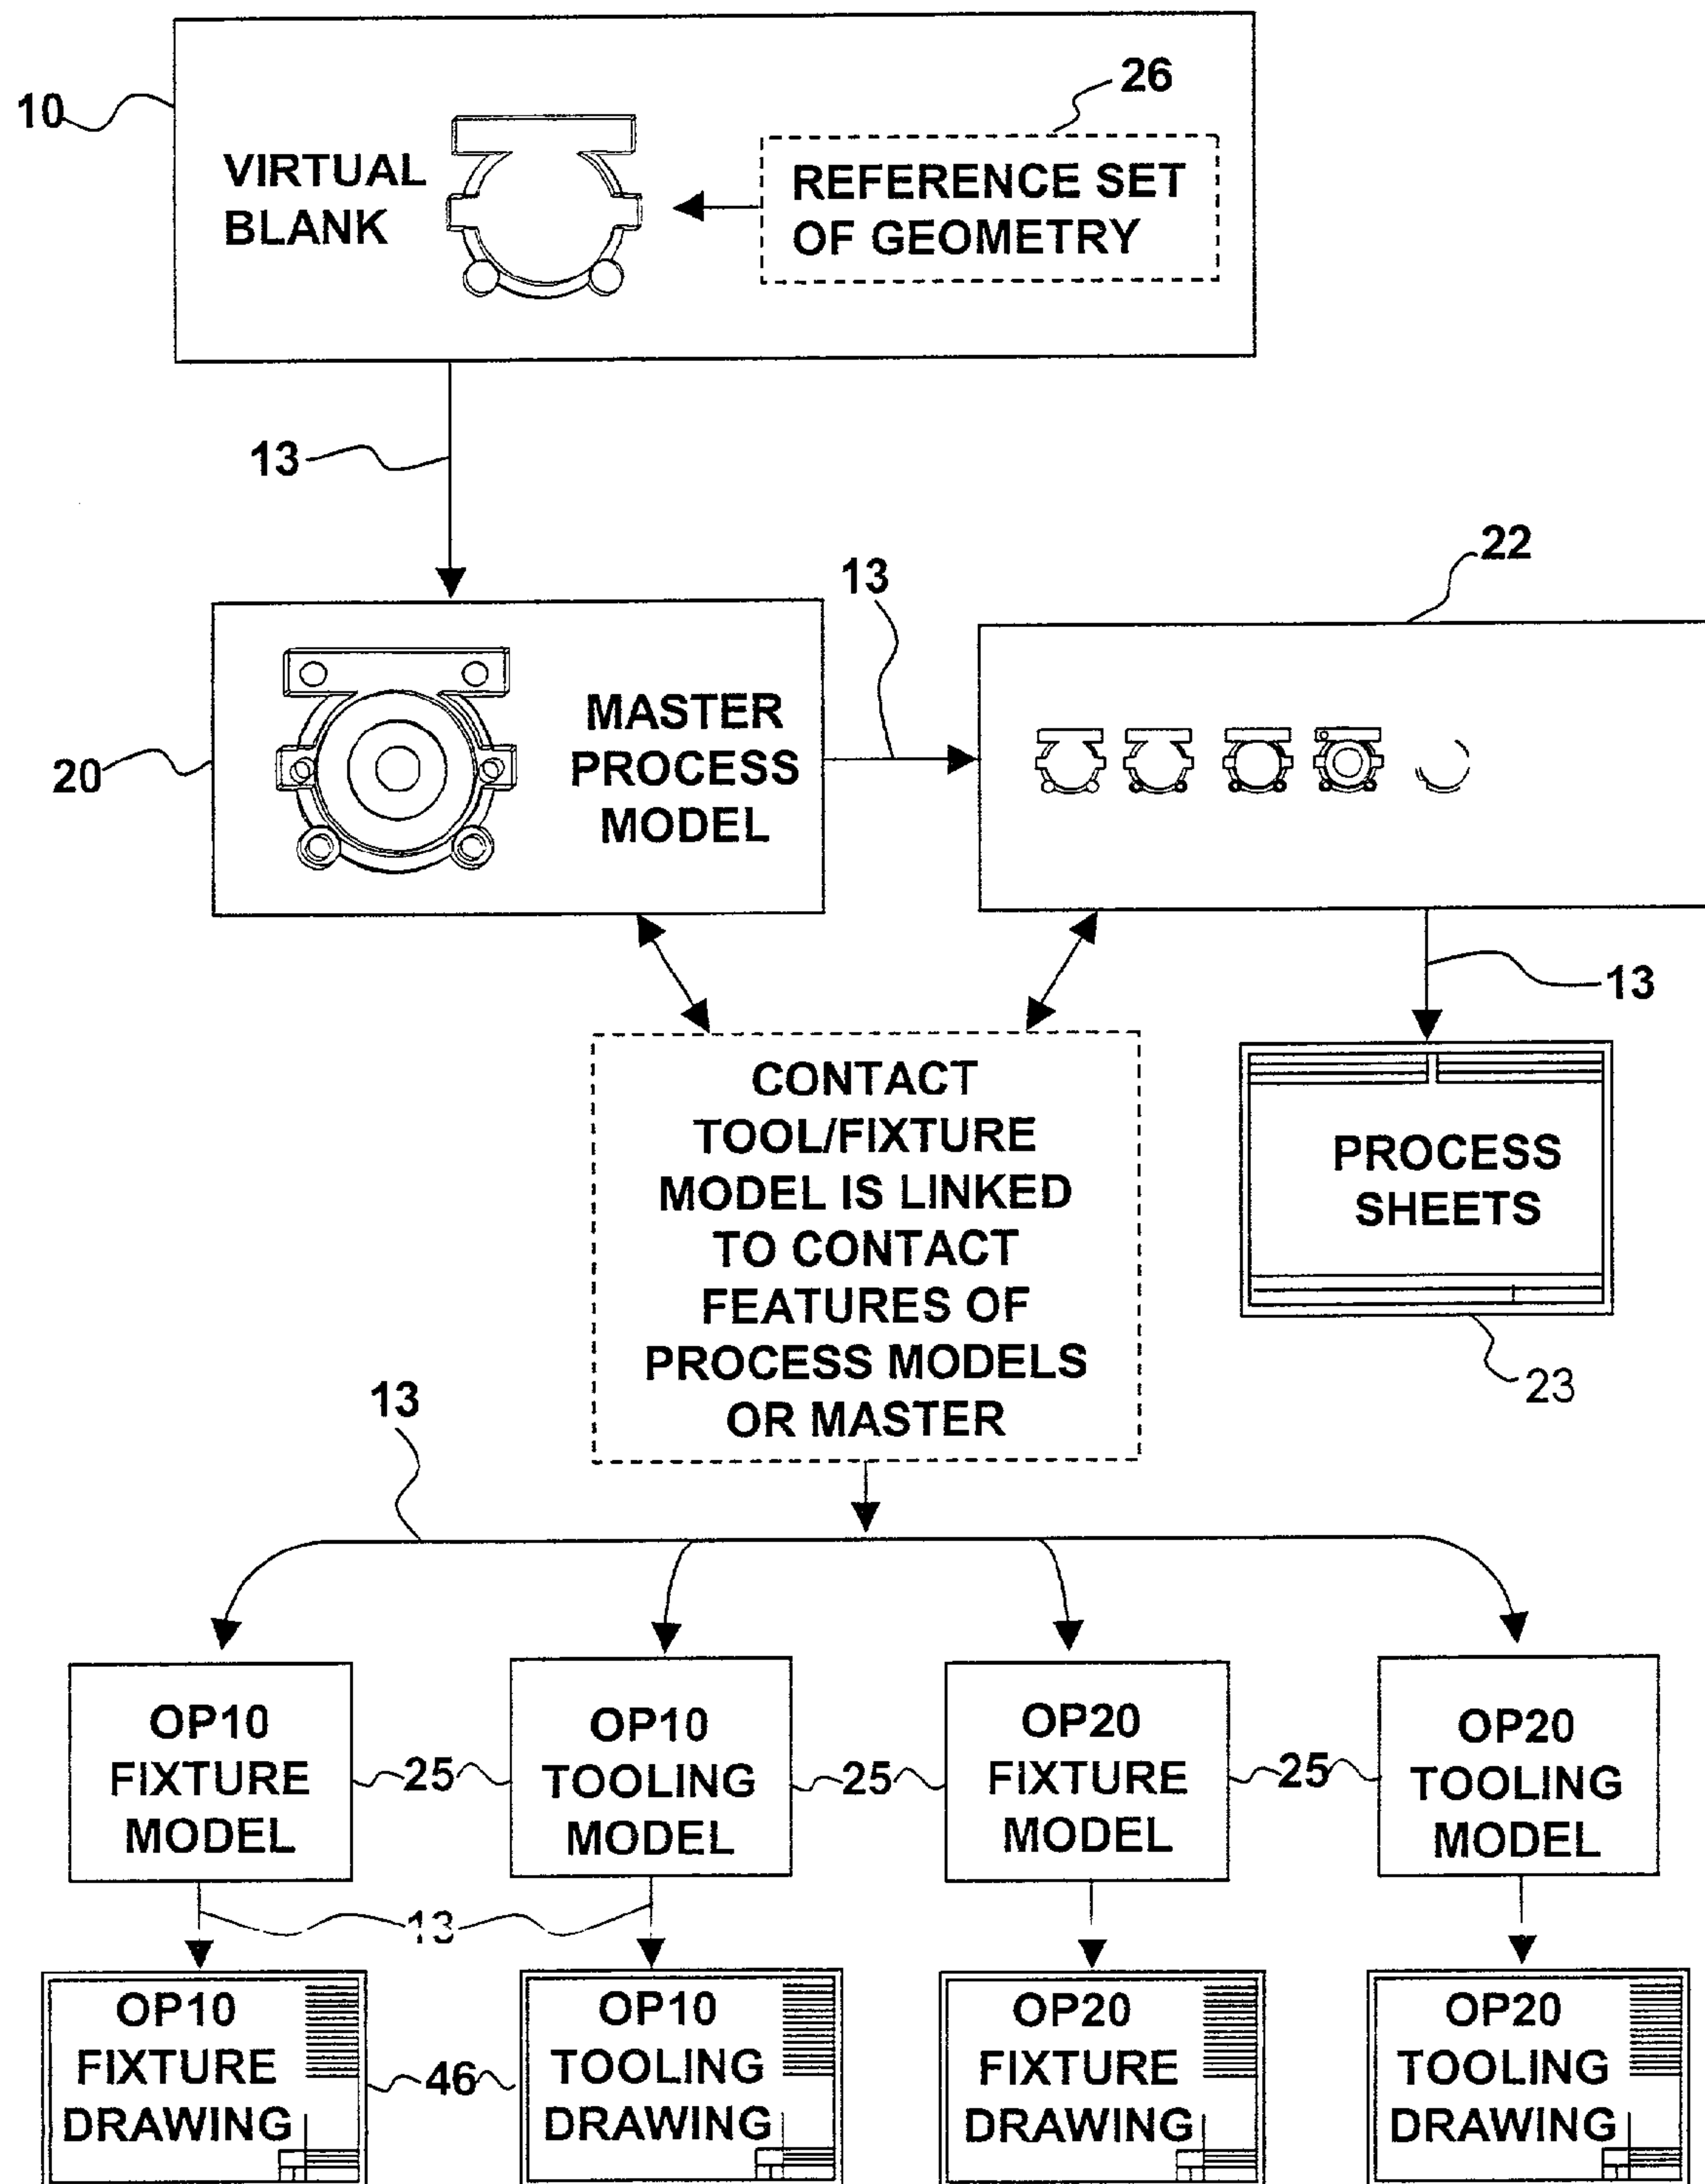 10
26
VIRTUAL
BLANK
REFERENCE SET
OF GEOMETRY
13
13
22
20
MASTER
PROCESS
MODEL
13
CONTACT
TOOL/FIXTURE
MODEL IS LINKED
TO CONTACT
FEATURES OF
PROCESS MODELS
OR MASTER
PROCESS
SHEETS
23
13
OP10
FIXTURE
MODEL
25
OP10
TOOLING
MODEL
25
OP20
FIXTURE
MODEL
25
OP20
TOOLING
MODEL
13
OP10
FIXTURE
DRAWING
46
OP10
TOOLING
DRAWING
OP20
FIXTURE
DRAWING
OP20
TOOLING
DRAWING